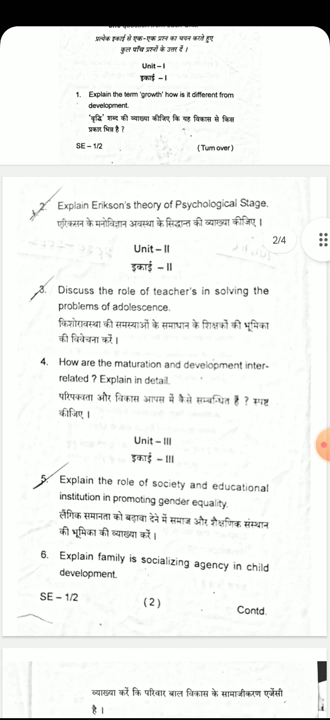 प्रत्येक इकाई से एक-एक प्रश्न का चयन करते हुए
कुल पाँच प्रश्नों के उत्तर दें ।
Unit – I
इकाई – I
1. Explain the term 'growth' how is it different from
development.
'वृद्धि' शब्द की व्याख्या कीजिए कि यह विकास से किस
प्रकार भिन्न है ?
SE – 1/2 (Turn over)
2. Explain Erikson's theory of Psychological Stage.
एरिकसन के मनोविज्ञान अवस्था के सिद्धान्त की व्याख्या कीजिए ।
2/4
Unit – II
इकाई – II
3. Discuss the role of teacher's in solving the
problems of adolescence.
किशोरावस्था की समस्याओं के समाधान के शिक्षकों की भूमिका
की विवेचना करें ।
4. How are the maturation and development inter-
related ? Explain in detail.
परिपक्वता और विकास आपस में कैसे सम्बन्धित हैं ? स्पष्ट
कीजिए ।
Unit – III
इकाई – III
5. Explain the role of society and educational
institution in promoting gender equality.
लैंगिक समानता को बढ़ावा देने में समाज और शैक्षणिक संस्थान
की भूमिका की व्याख्या करें ।
6. Explain family is socializing agency in child
development.
SE – 1/2 (2) Contd.
व्याख्या करें कि परिवार बाल विकास के सामाजीकरण एजेंसी
है ।